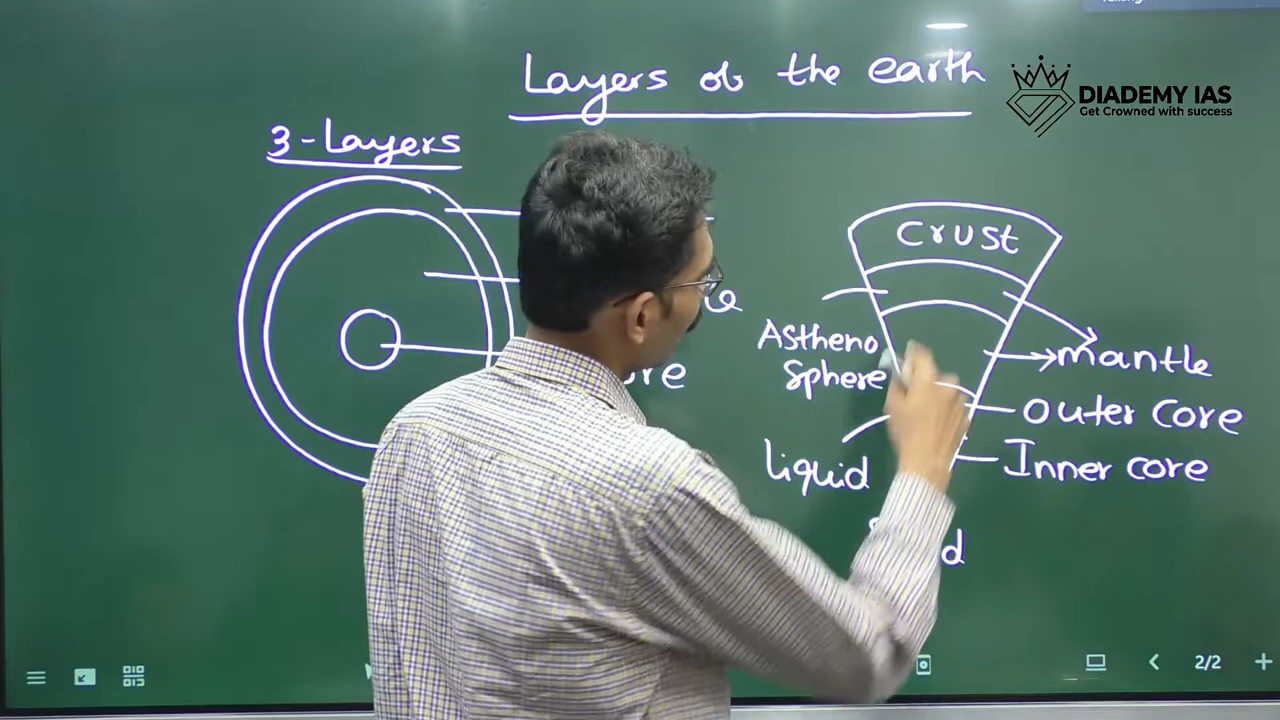 Layers of the earth
DIADEMY IAS
Get Crowned with success
3-Layers
Crust
Astheno
Sphere
mantle
Outer Core
Inner core
liquid
2/2